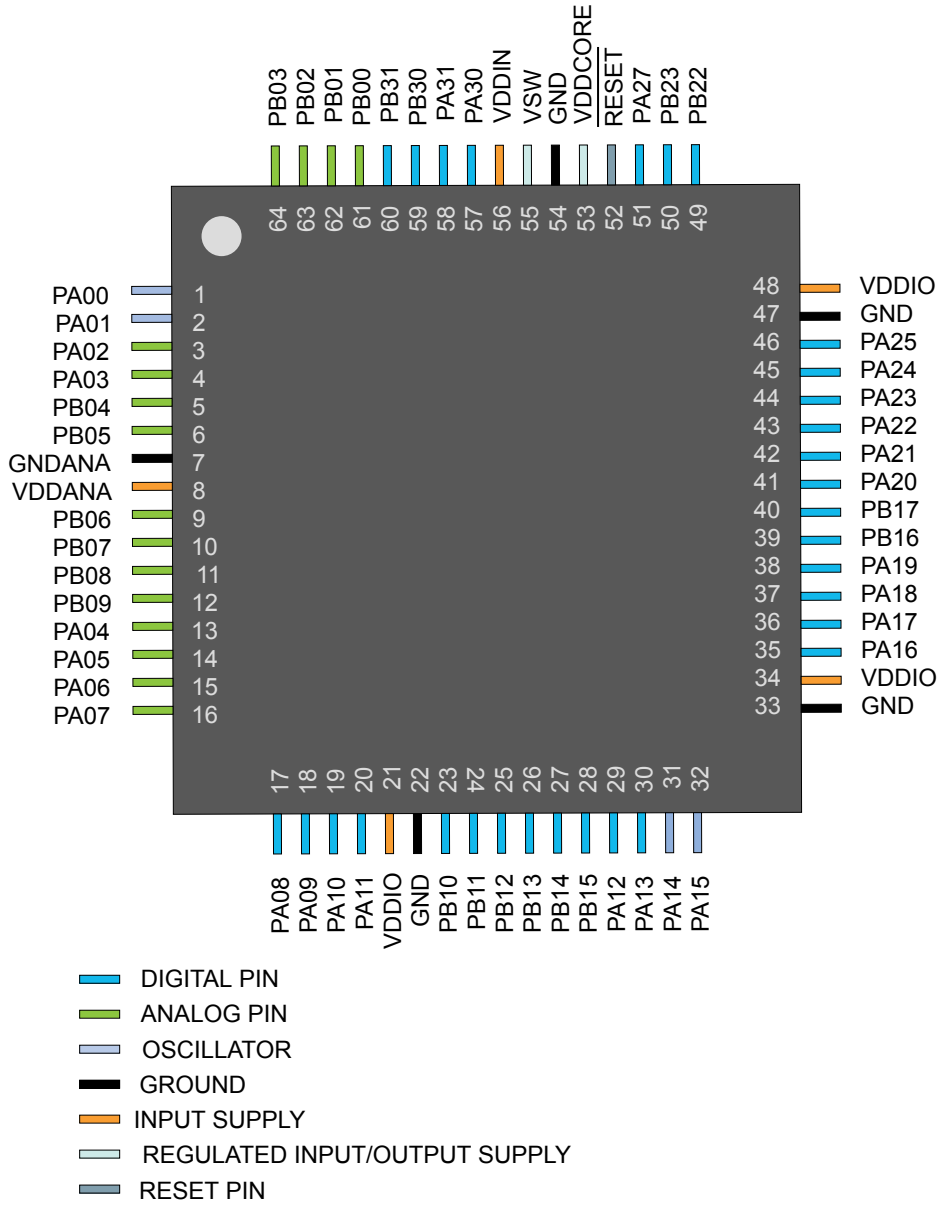 PB03 PB02 PB01 PB00 PB31 PB30 PA31 PA30 VDDIN VSW GND VDDCORE RESET PA27 PB23 PB22
64 63 62 61 60 59 58 57 56 55 54 53 52 51 50 49
PA00 1
PA01 2
PA02 3
PA03 4
PB04 5
PB05 6
GNDANA 7
VDDANA 8
PB06 9
PB07 10
PB08 11
PB09 12
PA04 13
PA05 14
PA06 15
PA07 16
48 VDDIO
47 GND
46 PA25
45 PA24
44 PA23
43 PA22
42 PA21
41 PA20
40 PB17
39 PB16
38 PA19
37 PA18
36 PA17
35 PA16
34 VDDIO
33 GND
17 18 19 20 21 22 23 24 25 26 27 28 29 30 31 32
PA08 PA09 PA10 PA11 VDDIO GND PB10 PB11 PB12 PB13 PB14 PB15 PA12 PA13 PA14 PA15
DIGITAL PIN
ANALOG PIN
OSCILLATOR
GROUND
INPUT SUPPLY
REGULATED INPUT/OUTPUT SUPPLY
RESET PIN